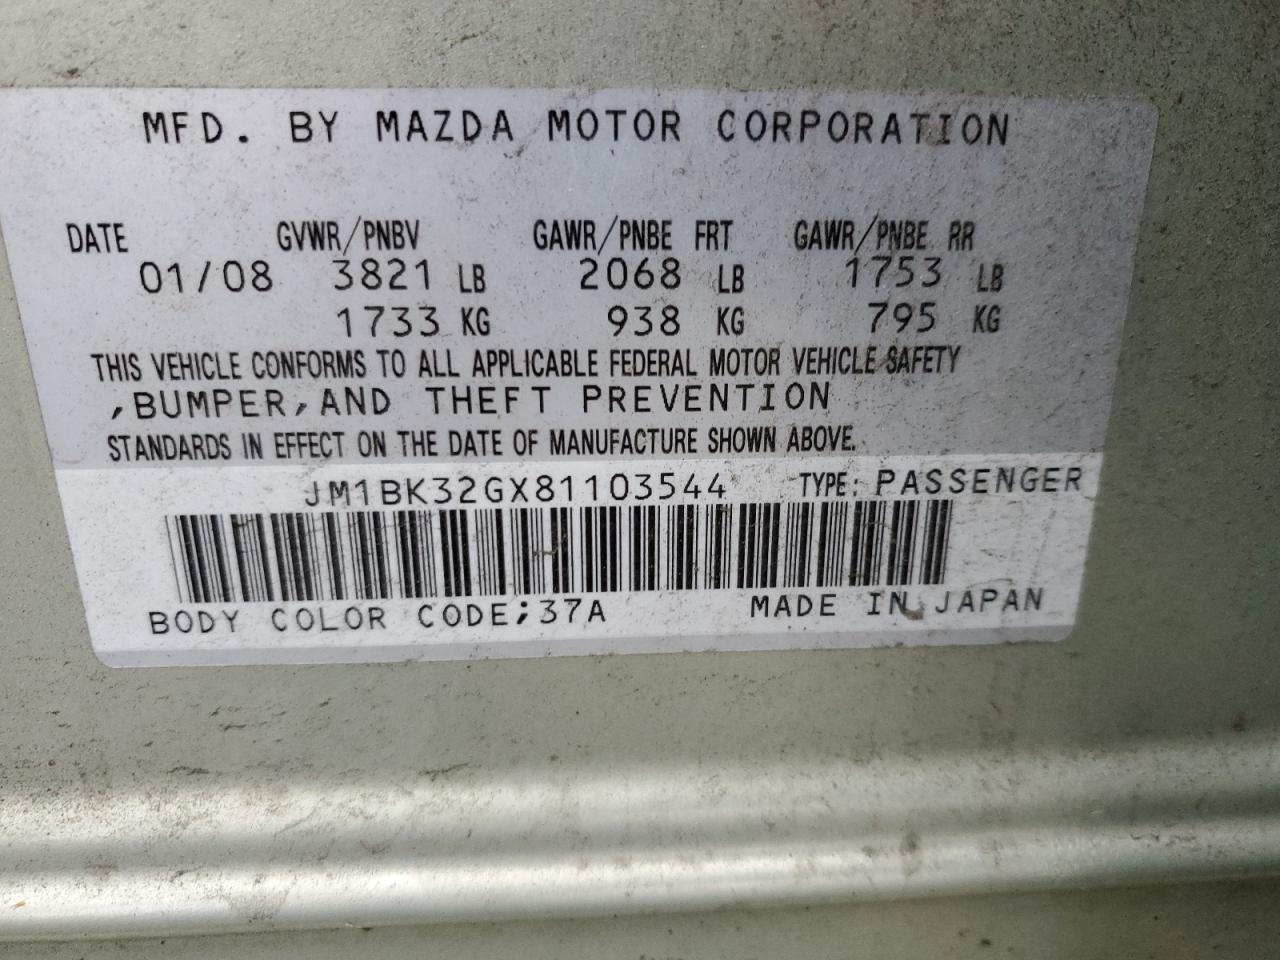 MFD. BY MAZDA MOTOR CORPORATION
DATE GVWR/PNBV GAWR/PNBE FRT GAWR/PNBE RR
01/08 3821 LB 2068 LB 1753 LB
1733 KG 938 KG 795 KG
THIS VEHICLE CONFORMS TO ALL APPLICABLE FEDERAL MOTOR VEHICLE SAFETY
,BUMPER,AND THEFT PREVENTION
STANDARDS IN EFFECT ON THE DATE OF MANUFACTURE SHOWN ABOVE.
JM1BK32GX81103544 TYPE: PASSENGER
BODY COLOR CODE;37A MADE IN JAPAN